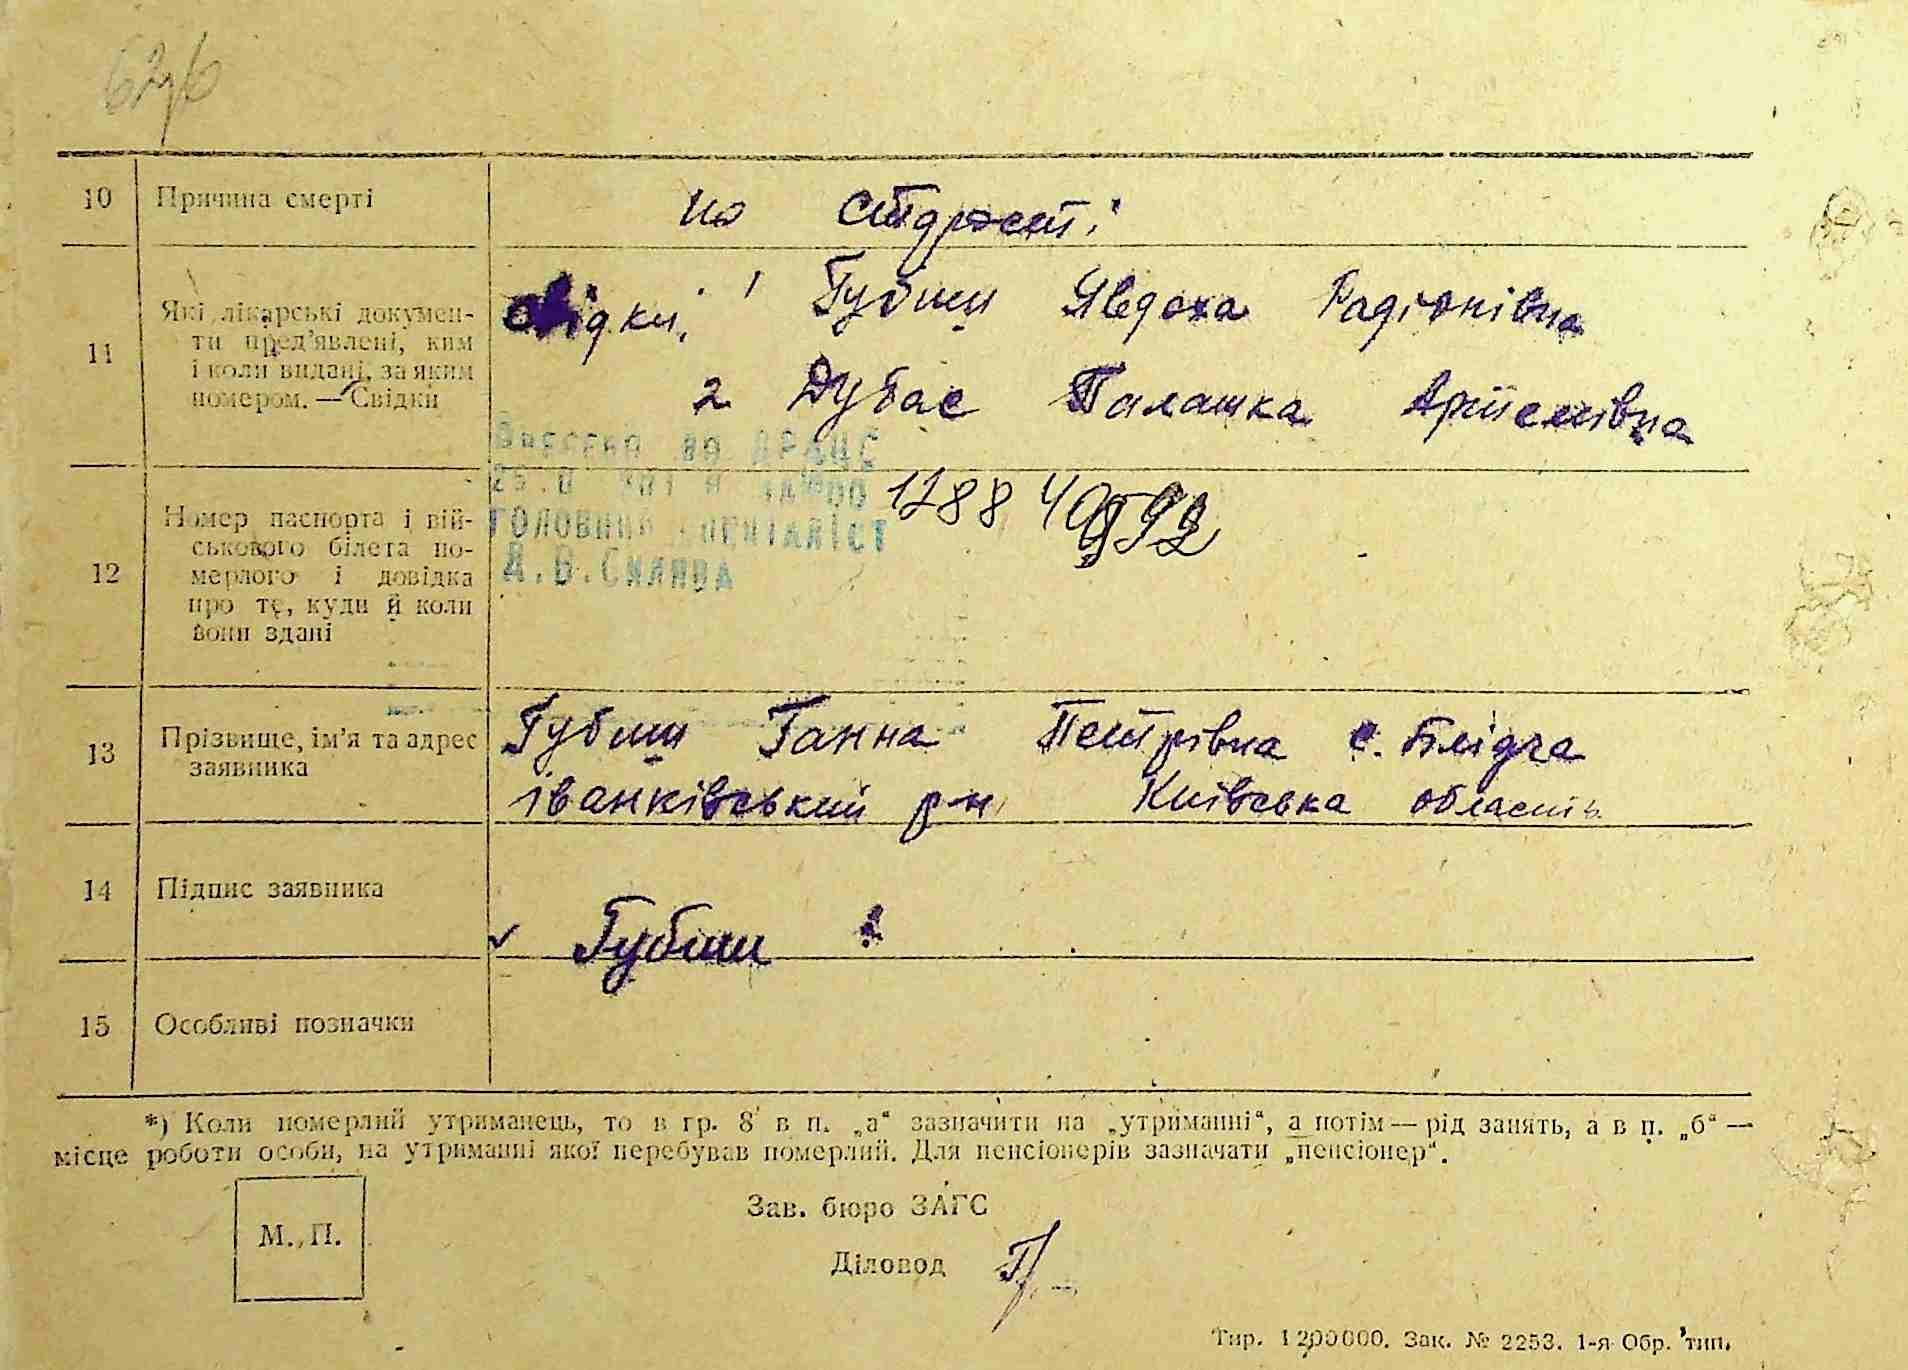 10 Причина смерті по старості
11 Які лікарські докумен-
ти пред'явлені, ким
і коли видані, за яким
номером. — Свідки
свідки: 1 Губиш Явдоха Радіонівна
2 Дубас Палашка Артемівна
Внесено до ДРАЦС
ГОЛОВНИЙ СПЕЦІАЛІСТ
12 Номер паспорта і вій-
ськового білета по-
мерлого і довідка
про те, куди й коли
вони здані
13 Прізвище, ім'я та адрес
заявника
Губиш Ганна Петрівна с. Блідча
іванківський р-н Київська область
14 Підпис заявника
Губиш
15 Особливі позначки
*) Коли померлий утриманець, то в гр. 8 в п. „а“ зазначити на „утриманні“, а потім — рід занять, а в п. „б“ —
місце роботи особи, на утриманні якої перебував померлий. Для пенсіонерів зазначати „пенсіонер“.
М. П.
Зав. бюро ЗАГС
Діловод
Тир. 1200000. Зак. № 2253. 1-я Обр. тип.